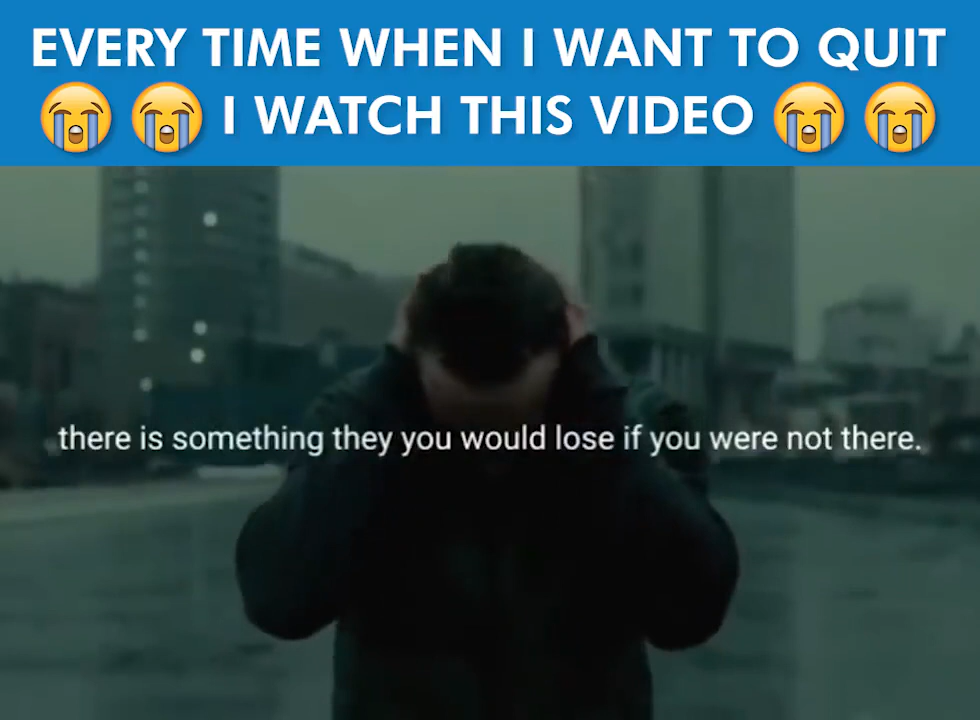 EVERY TIME WHEN I WANT TO QUIT
😭 😭 I WATCH THIS VIDEO 😭 😭
there is something they you would lose if you were not there.